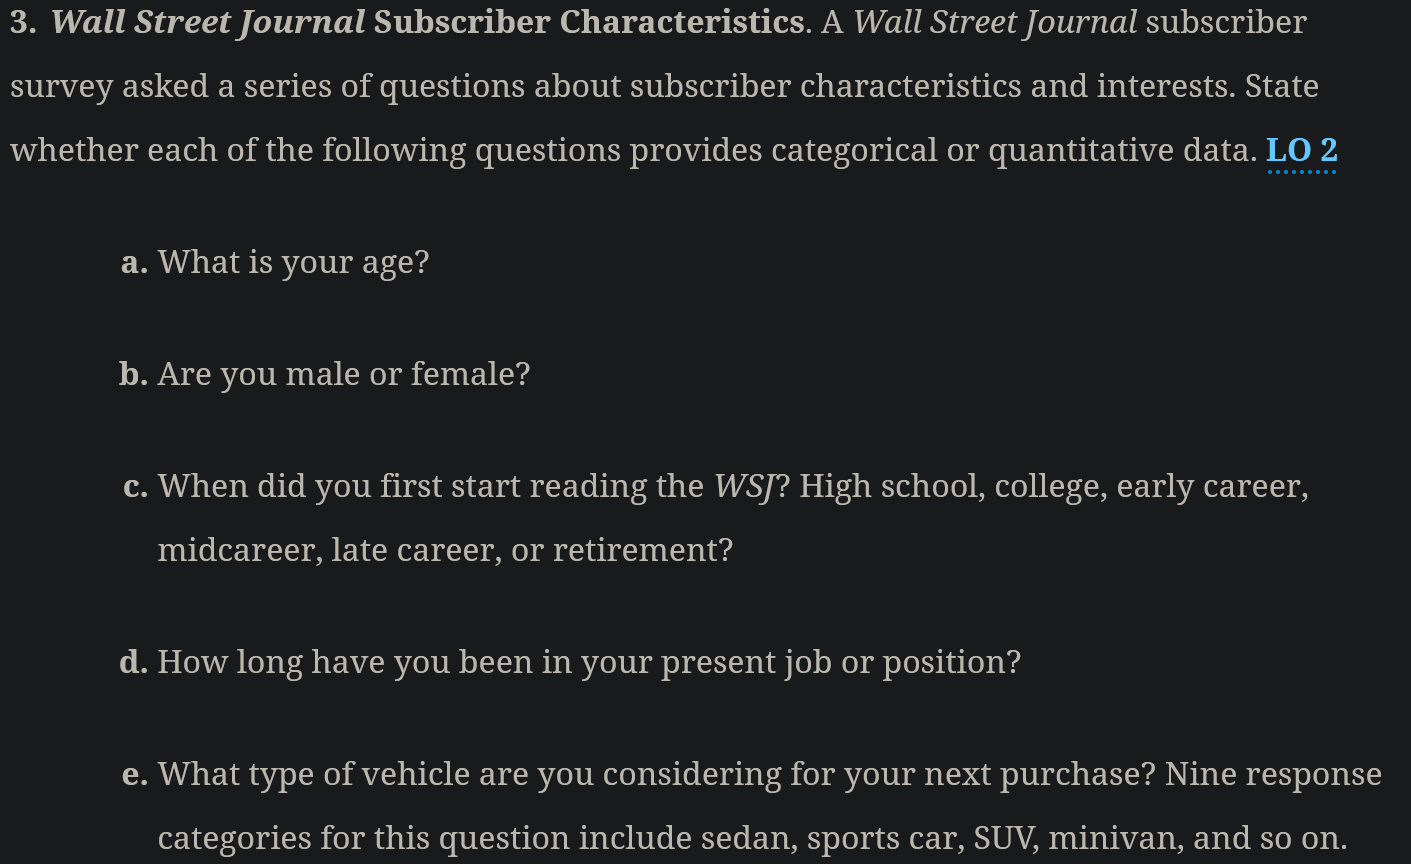 3. Wall Street Journal Subscriber Characteristics. A Wall Street Journal subscriber
survey asked a series of questions about subscriber characteristics and interests. State
whether each of the following questions provides categorical or quantitative data. LO 2
a. What is your age?
b. Are you male or female?
c. When did you first start reading the WSJ? High school, college, early career,
midcareer, late career, or retirement?
d. How long have you been in your present job or position?
e. What type of vehicle are you considering for your next purchase? Nine response
categories for this question include sedan, sports car, SUV, minivan, and so on.